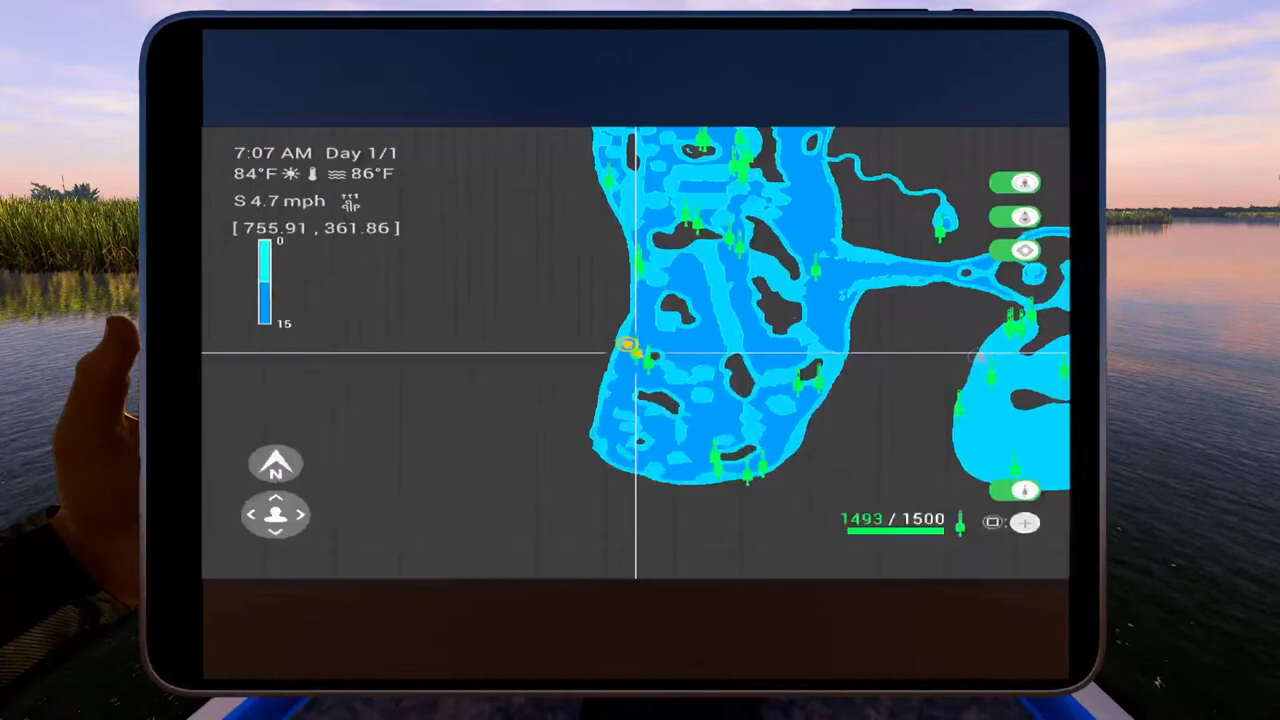 7:07 AM Day 1/1
84°F 86°F
S 4.7 mph
[ 755.91 , 361.86 ]
0
15
N
1493 / 1500